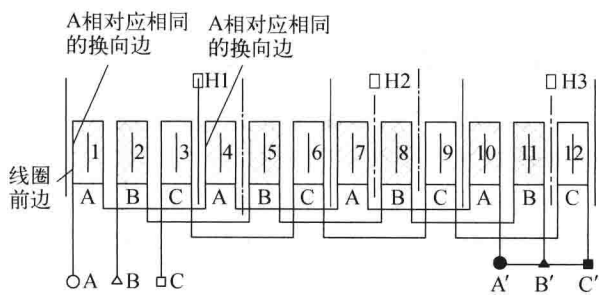 A相对应相同 A相对应相同
的换向边 的换向边
H1 H2 H3
1 2 3 4 5 6 7 8 9 10 11 12
线圈
前边
A B C A B C A B C A B C
A B C A′ B′ C′